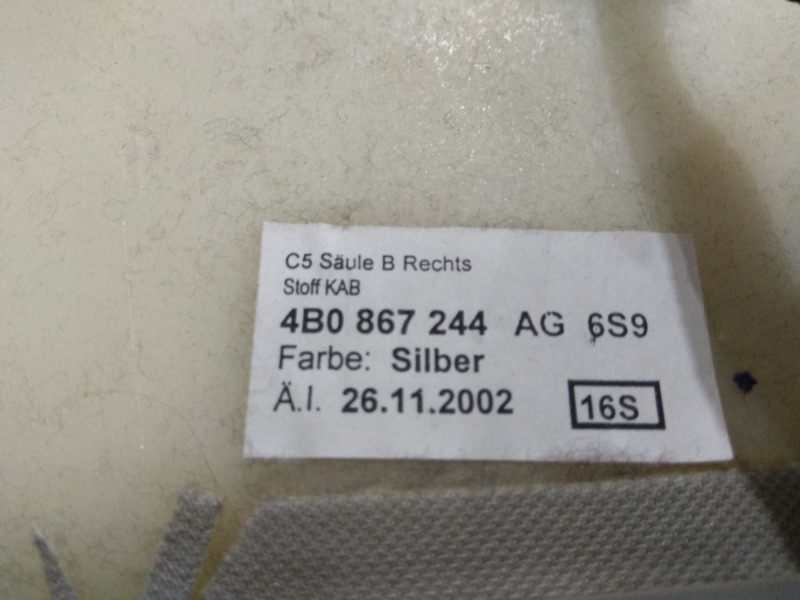 C5 Säule B Rechts
Stoff KAB
4B0 867 244 AG 6S9
Farbe: Silber
Ä.I. 26.11.2002 16S